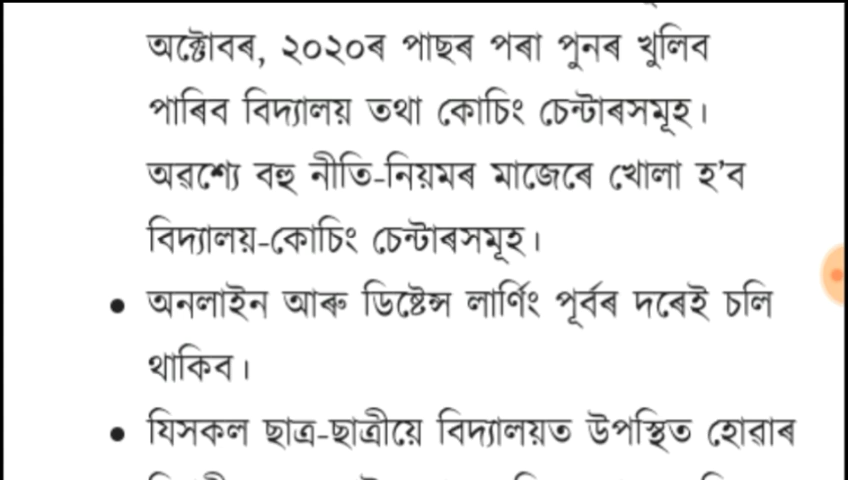 অক্টোবৰ, ২০২০ৰ পাছৰ পৰা পুনৰ খুলিব
পাৰিব বিদ্যালয় তথা কোচিং চেন্টাৰসমূহ।
অৱশ্যে বহু নীতি-নিয়মৰ মাজেৰে খোলা হ'ব
বিদ্যালয়-কোচিং চেন্টাৰসমূহ।
• অনলাইন আৰু ডিষ্টেন্স লাৰ্ণিং পূৰ্বৰ দৰেই চলি
থাকিব।
• যিসকল ছাত্ৰ-ছাত্ৰীয়ে বিদ্যালয়ত উপস্থিত হোৱাৰ